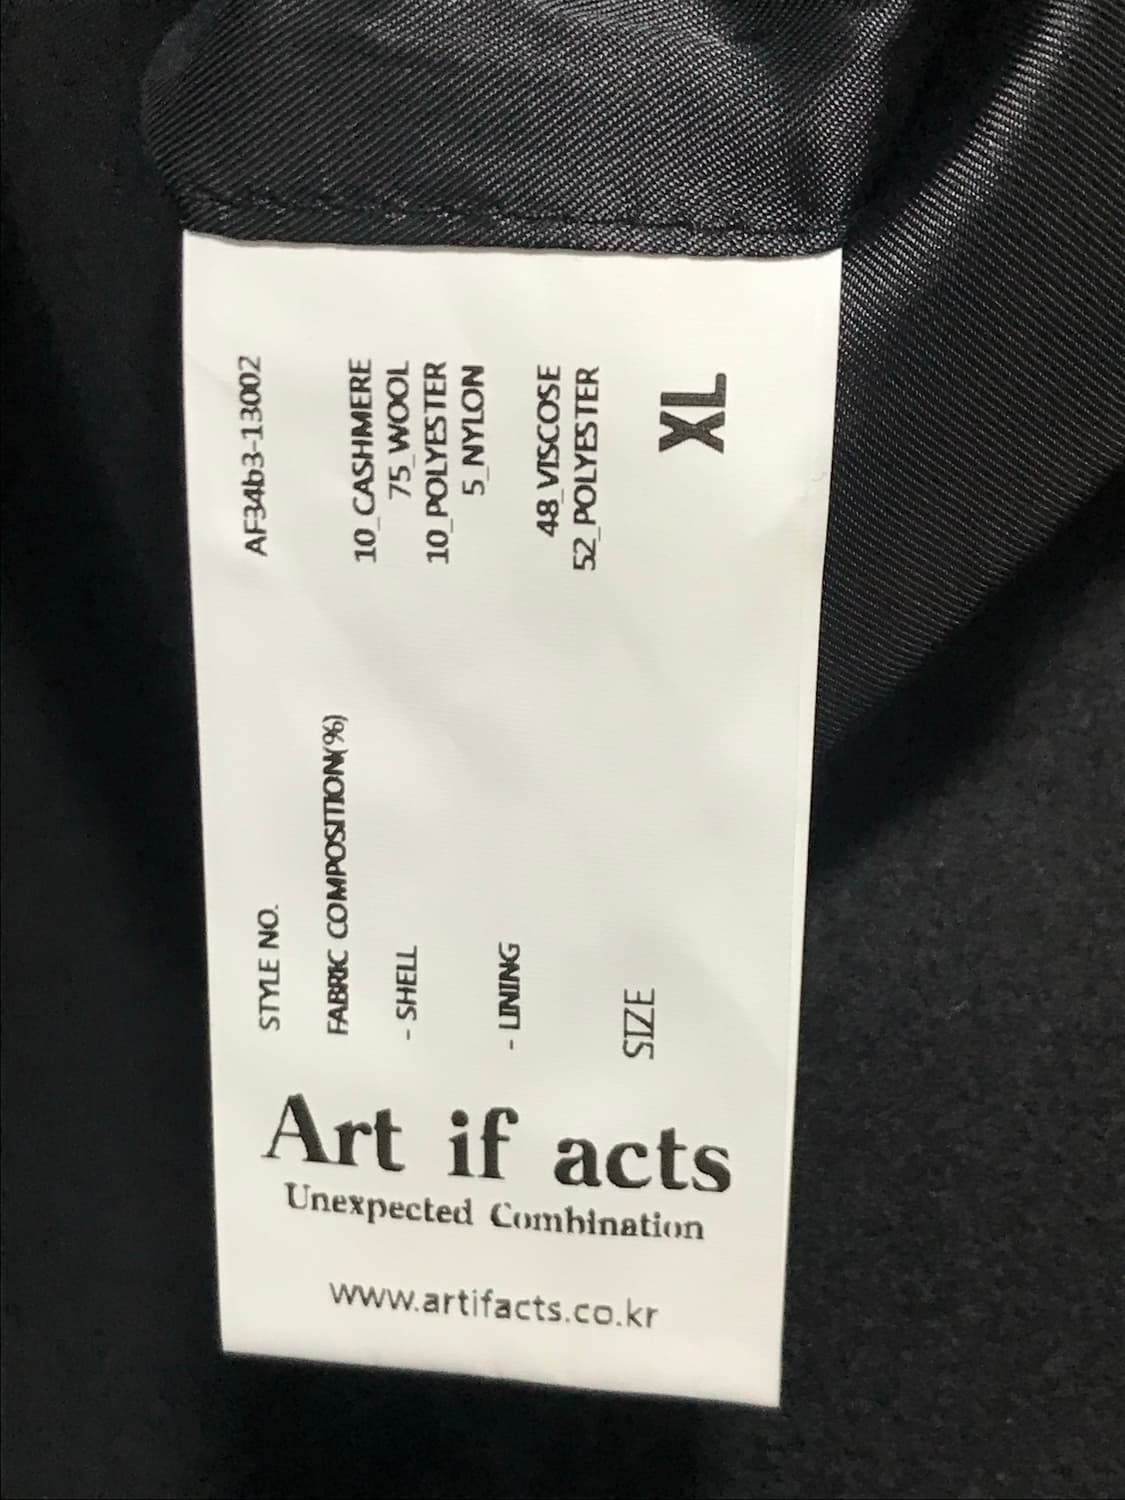 STYLE NO. AF34b3-13002
FABRIC COMPOSITION(%)
10_CASHMERE
- SHELL 75_WOOL
10_POLYESTER
5_NYLON
- LINING 48_VISCOSE
52_POLYESTER
SIZE XL
Art if acts
Unexpected Combination
www.artifacts.co.kr